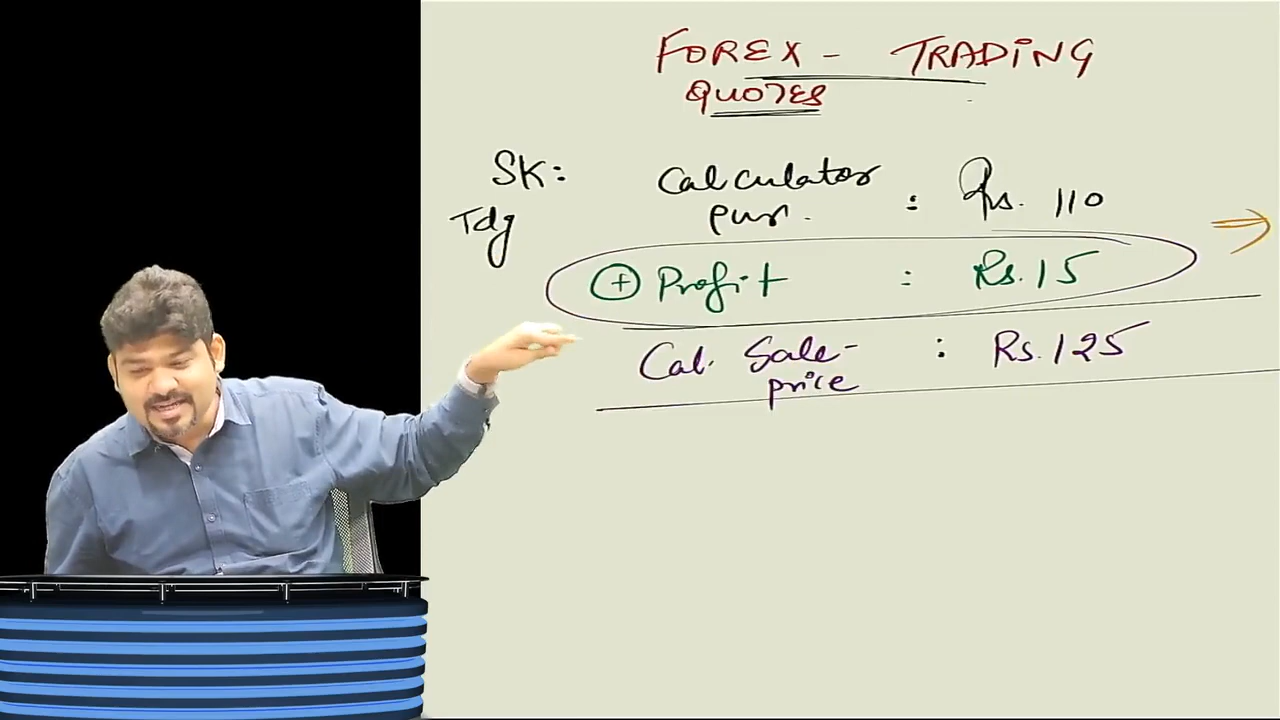 FOREX - TRADING
QUOTES
SK: Calculator : Rs. 110
Tdg pur.
+ Profit : Rs. 15
Cal. Sale- : Rs. 125
price